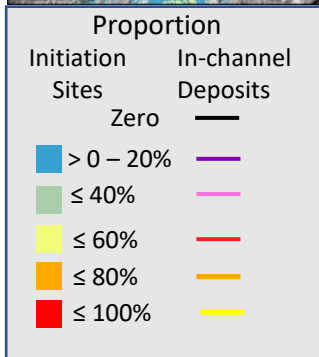 Proportion
Initiation In-channel
Sites Deposits
Zero
> 0 – 20%
≤ 40%
≤ 60%
≤ 80%
≤ 100%